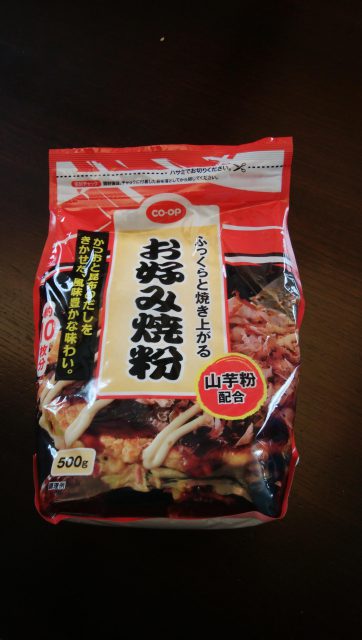 ハサミでお切りください。
CO·OP
ふっくらと焼き上がる
お好み焼粉
かつおと昆布のだしを
きかせた、風味豊かな味わい。
山芋粉
配合
500g